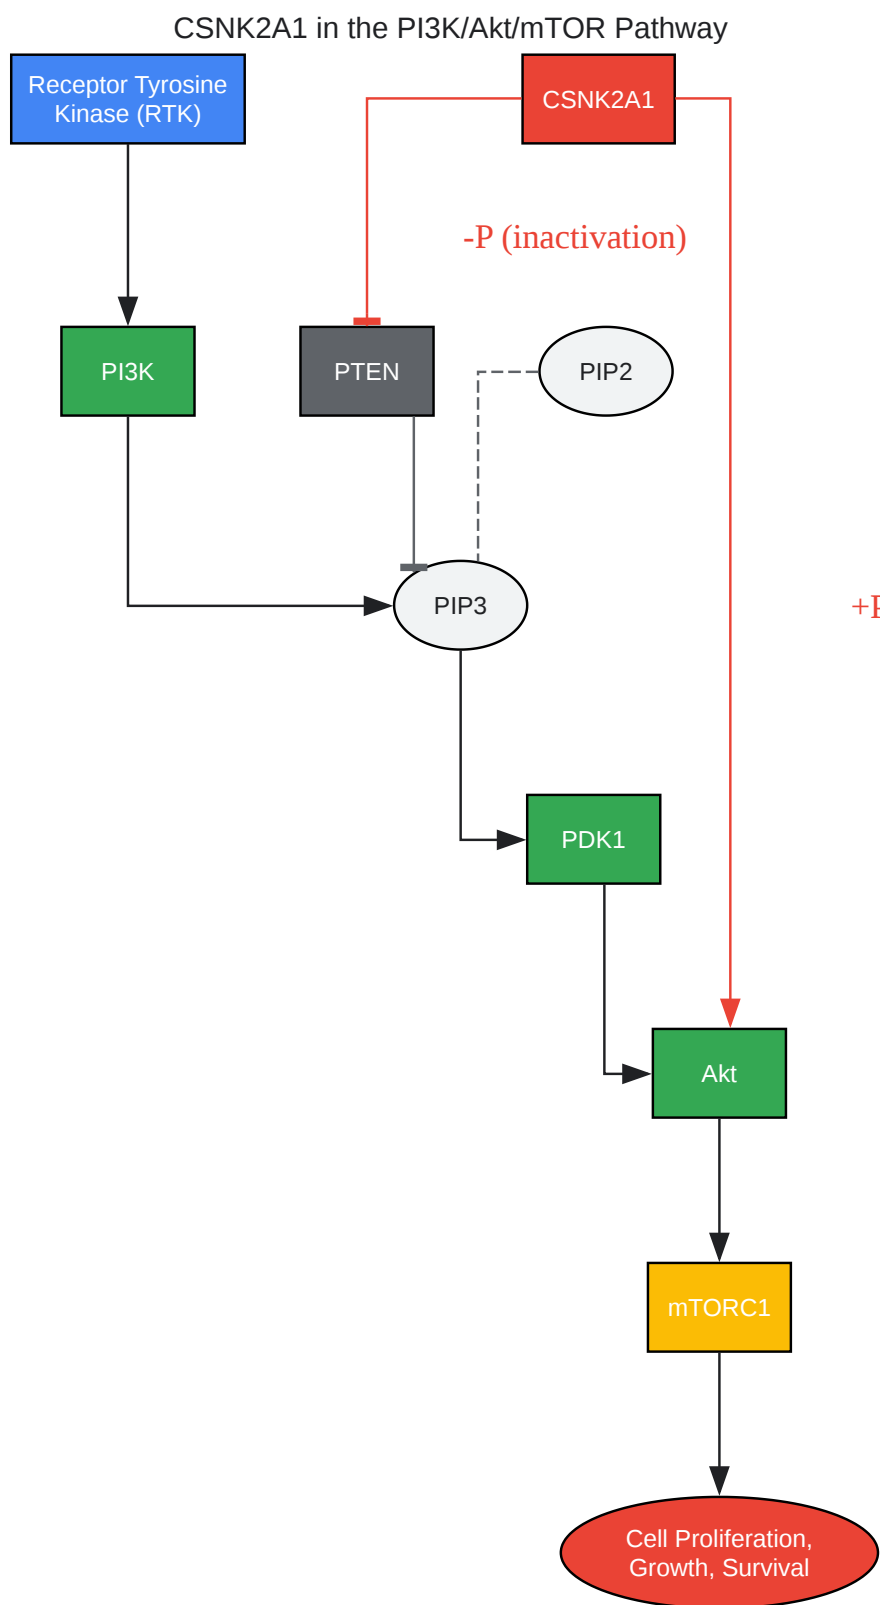 CSNK2A1 in the PI3K/Akt/mTOR Pathway
Receptor Tyrosine
Kinase (RTK)
CSNK2A1
-P (inactivation)
PI3K
PTEN
PIP2
PIP3
+P
PDK1
Akt
mTORC1
Cell Proliferation,
Growth, Survival